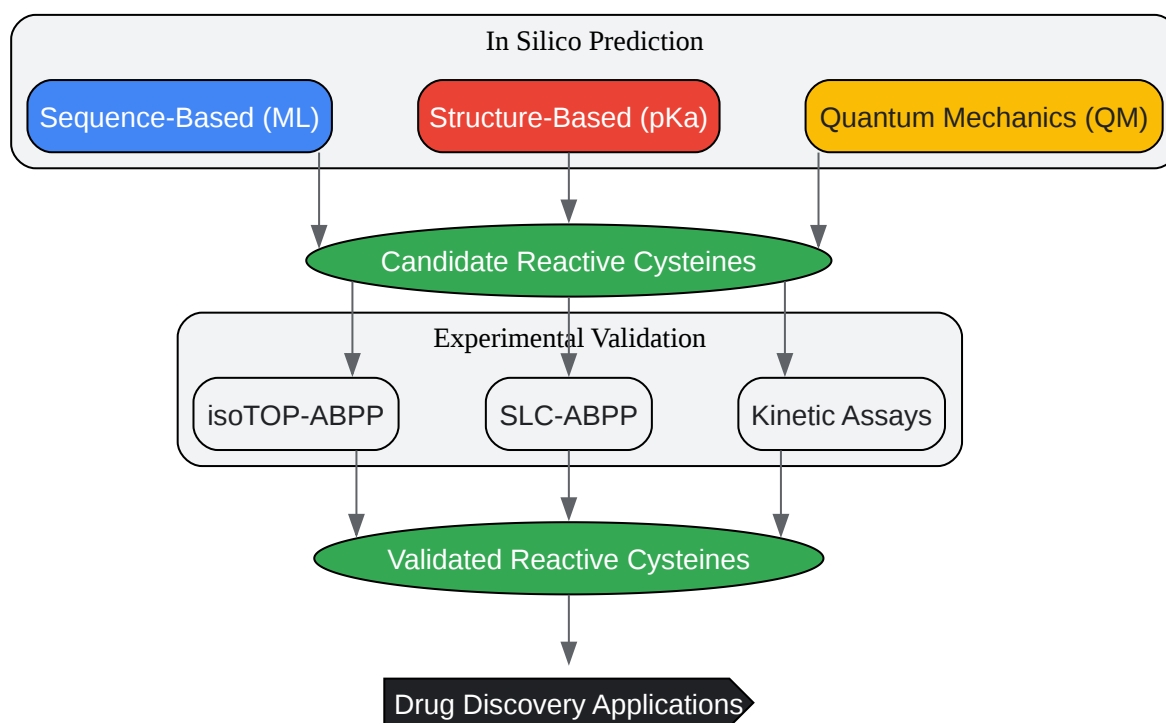 In Silico Prediction
Sequence-Based (ML)
Structure-Based (pKa)
Quantum Mechanics (QM)
Candidate Reactive Cysteines
Experimental Validation
isoTOP-ABPP
SLC-ABPP
Kinetic Assays
Validated Reactive Cysteines
Drug Discovery Applications